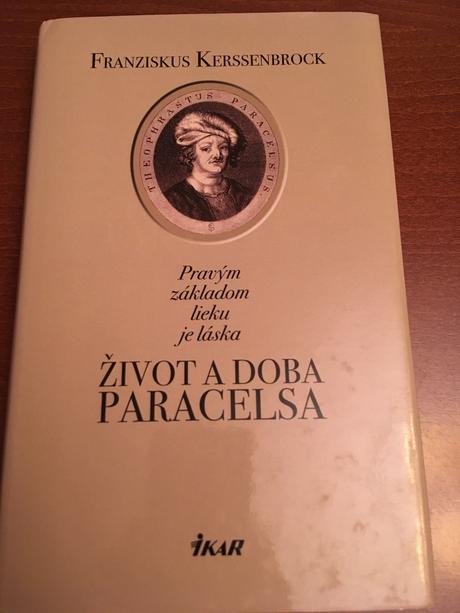 FRANZISKUS KERSSENBROCK
THEOPHRASTUS PARACELSUS.
Pravým
základom
lieku
je láska
ŽIVOT A DOBA
PARACELSA
IKAR